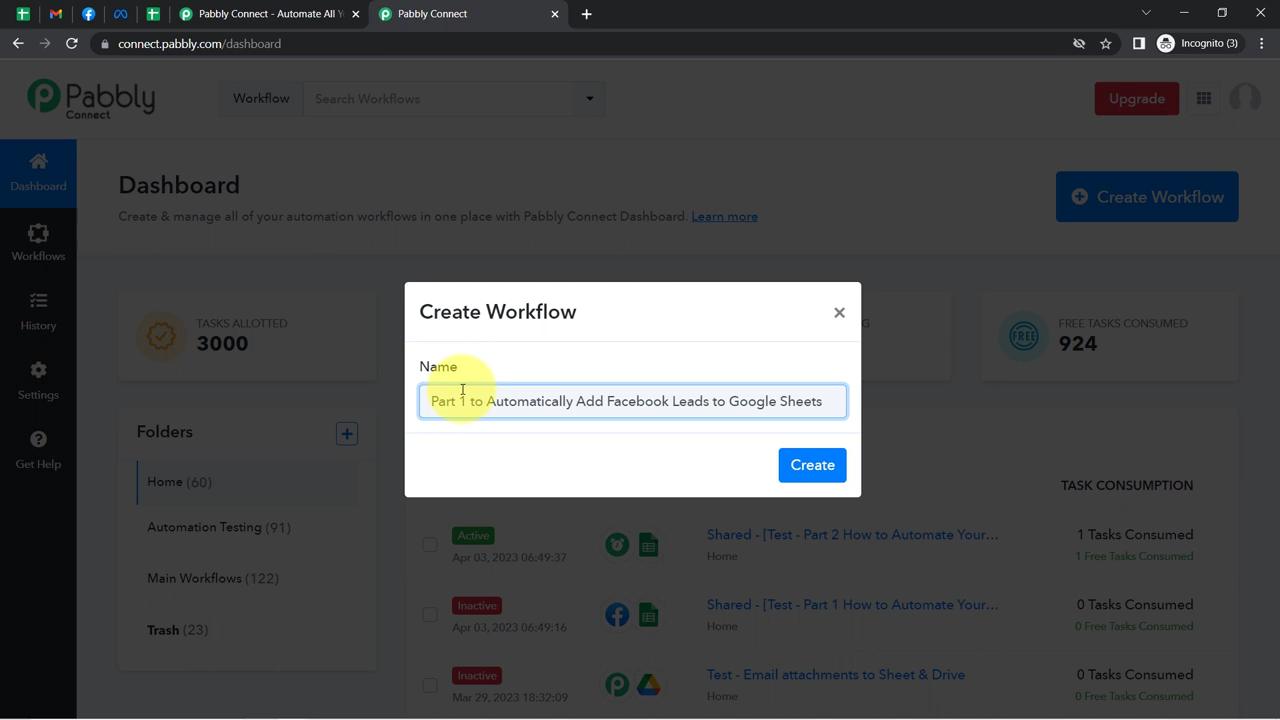 Pabbly Connect - Automate All Y
Pabbly Connect
connect.pabbly.com/dashboard
Incognito (3)
Pabbly
Connect
Workflow
Search Workflows
Upgrade
Dashboard
Workflows
History
Settings
Get Help
Dashboard
Create & manage all of your automation workflows in one place with Pabbly Connect Dashboard. Learn more
Create Workflow
TASKS ALLOTTED
3000
G
FREE
FREE TASKS CONSUMED
924
Create Workflow
Name
Part 1 to Automatically Add Facebook Leads to Google Sheets
Create
Folders
Home (60)
Automation Testing (91)
Main Workflows (122)
Trash (23)
TASK CONSUMPTION
Active
Apr 03, 2023 06:49:37
Shared - [Test - Part 2 How to Automate Your...
Home
1 Tasks Consumed
1 Free Tasks Consumed
Inactive
Apr 03, 2023 06:49:16
Shared - [Test - Part 1 How to Automate Your...
Home
0 Tasks Consumed
0 Free Tasks Consumed
Inactive
Mar 29, 2023 18:32:09
Test - Email attachments to Sheet & Drive
Home
0 Tasks Consumed
0 Free Tasks Consumed